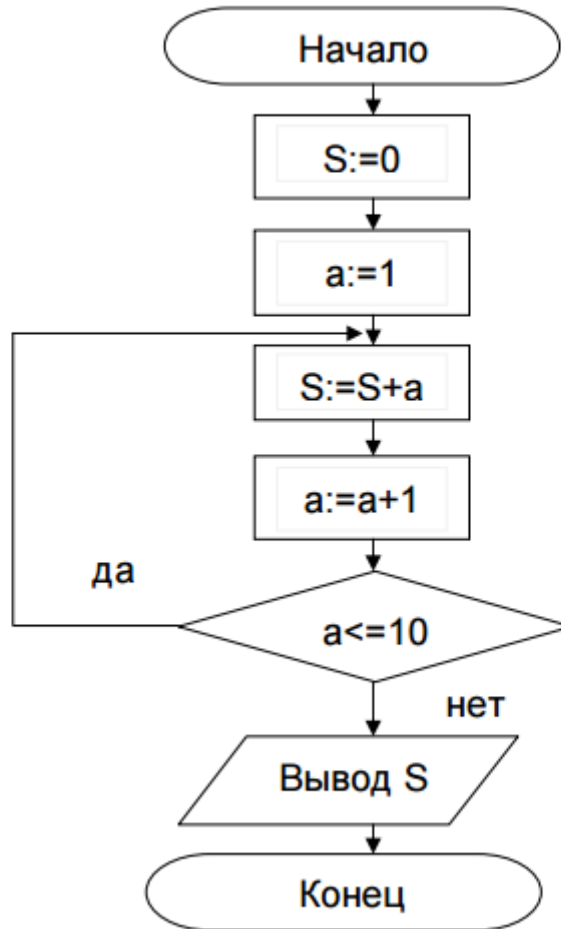 Начало
S:=0
a:=1
S:=S+a
a:=a+1
да
a<=10
нет
Вывод S
Конец